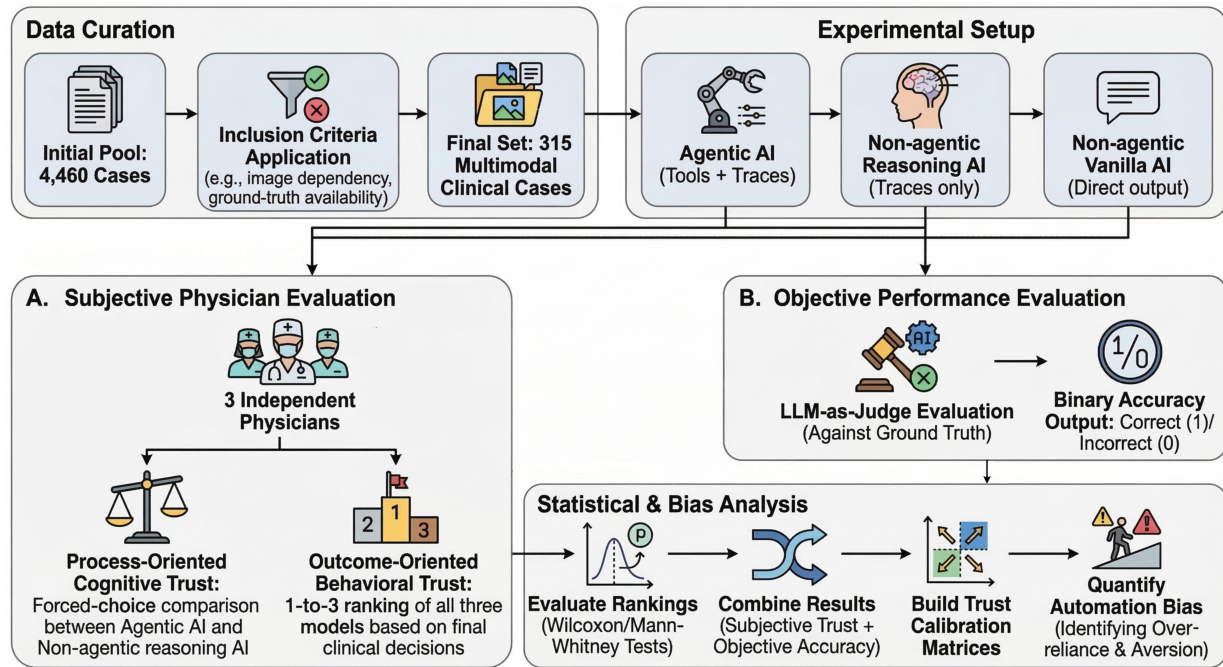 Data Curation
Initial Pool:
4,460 Cases
Inclusion Criteria
Application
(e.g., image dependency,
ground-truth availability)
Final Set: 315
Multimodal
Clinical Cases
Experimental Setup
Agentic AI
(Tools + Traces)
Non-agentic
Reasoning AI
(Traces only)
Non-agentic
Vanilla AI
(Direct output)
A. Subjective Physician Evaluation
3 Independent
Physicians
Process-Oriented
Cognitive Trust:
Forced-choice comparison
between Agentic AI and
Non-agentic reasoning AI
2
1
3
Outcome-Oriented
Behavioral Trust:
1-to-3 ranking of all three
models based on final
clinical decisions
B. Objective Performance Evaluation
AI
LLM-as-Judge Evaluation
(Against Ground Truth)
1/0
Binary Accuracy
Output: Correct (1)/
Incorrect (0)
Statistical & Bias Analysis
p
Evaluate Rankings
(Wilcoxon/Mann-
Whitney Tests)
Combine Results
(Subjective Trust +
Objective Accuracy)
Build Trust
Calibration
Matrices
Quantify
Automation Bias
(Identifying Over-
reliance & Aversion)